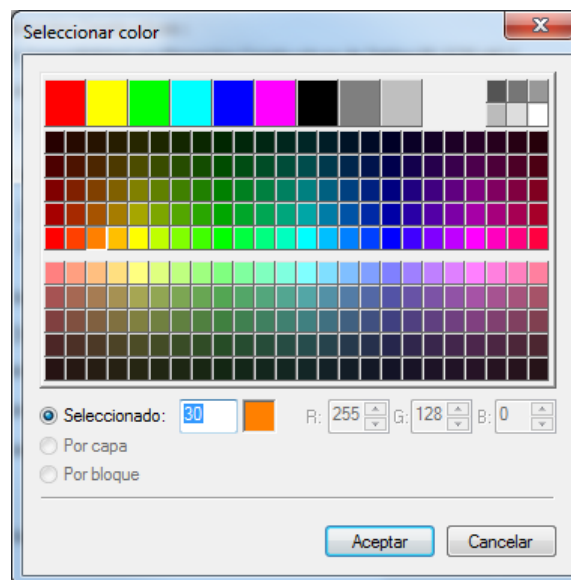 Seleccionar color
Seleccionado: 30 R: 255 G: 128 B: 0
Por capa
Por bloque
Aceptar Cancelar